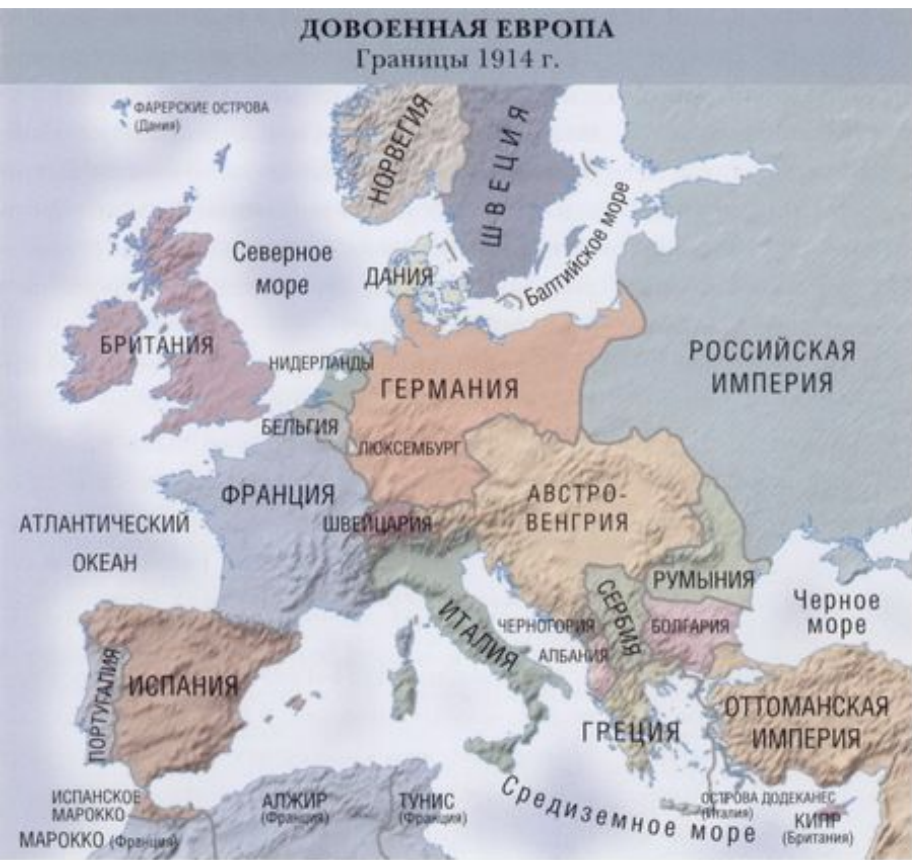 ДОВОЕННАЯ ЕВРОПА
Границы 1914 г.
ФАРЕРСКИЕ ОСТРОВА
(Дания)
НОРВЕГИЯ
ШВЕЦИЯ
Северное
море
ДАНИЯ
Балтийское море
БРИТАНИЯ
НИДЕРЛАНДЫ
ГЕРМАНИЯ
РОССИЙСКАЯ
ИМПЕРИЯ
БЕЛЬГИЯ
ЛЮКСЕМБУРГ
ФРАНЦИЯ
АВСТРО-
ВЕНГРИЯ
ШВЕЙЦАРИЯ
АТЛАНТИЧЕСКИЙ
ОКЕАН
РУМЫНИЯ
СЕРБИЯ
Черное
море
ИТАЛИЯ
ЧЕРНОГОРИЯ
БОЛГАРИЯ
АЛБАНИЯ
ПОРТУГАЛИЯ
ИСПАНИЯ
ГРЕЦИЯ
ОТТОМАНСКАЯ
ИМПЕРИЯ
ИСПАНСКОЕ
МАРОККО
АЛЖИР
(Франция)
ТУНИС
(Франция)
Средиземное море
ОСТРОВА ДОДЕКАНЕС
(Италия)
КИПР
(Британия)
МАРОККО (Франция)